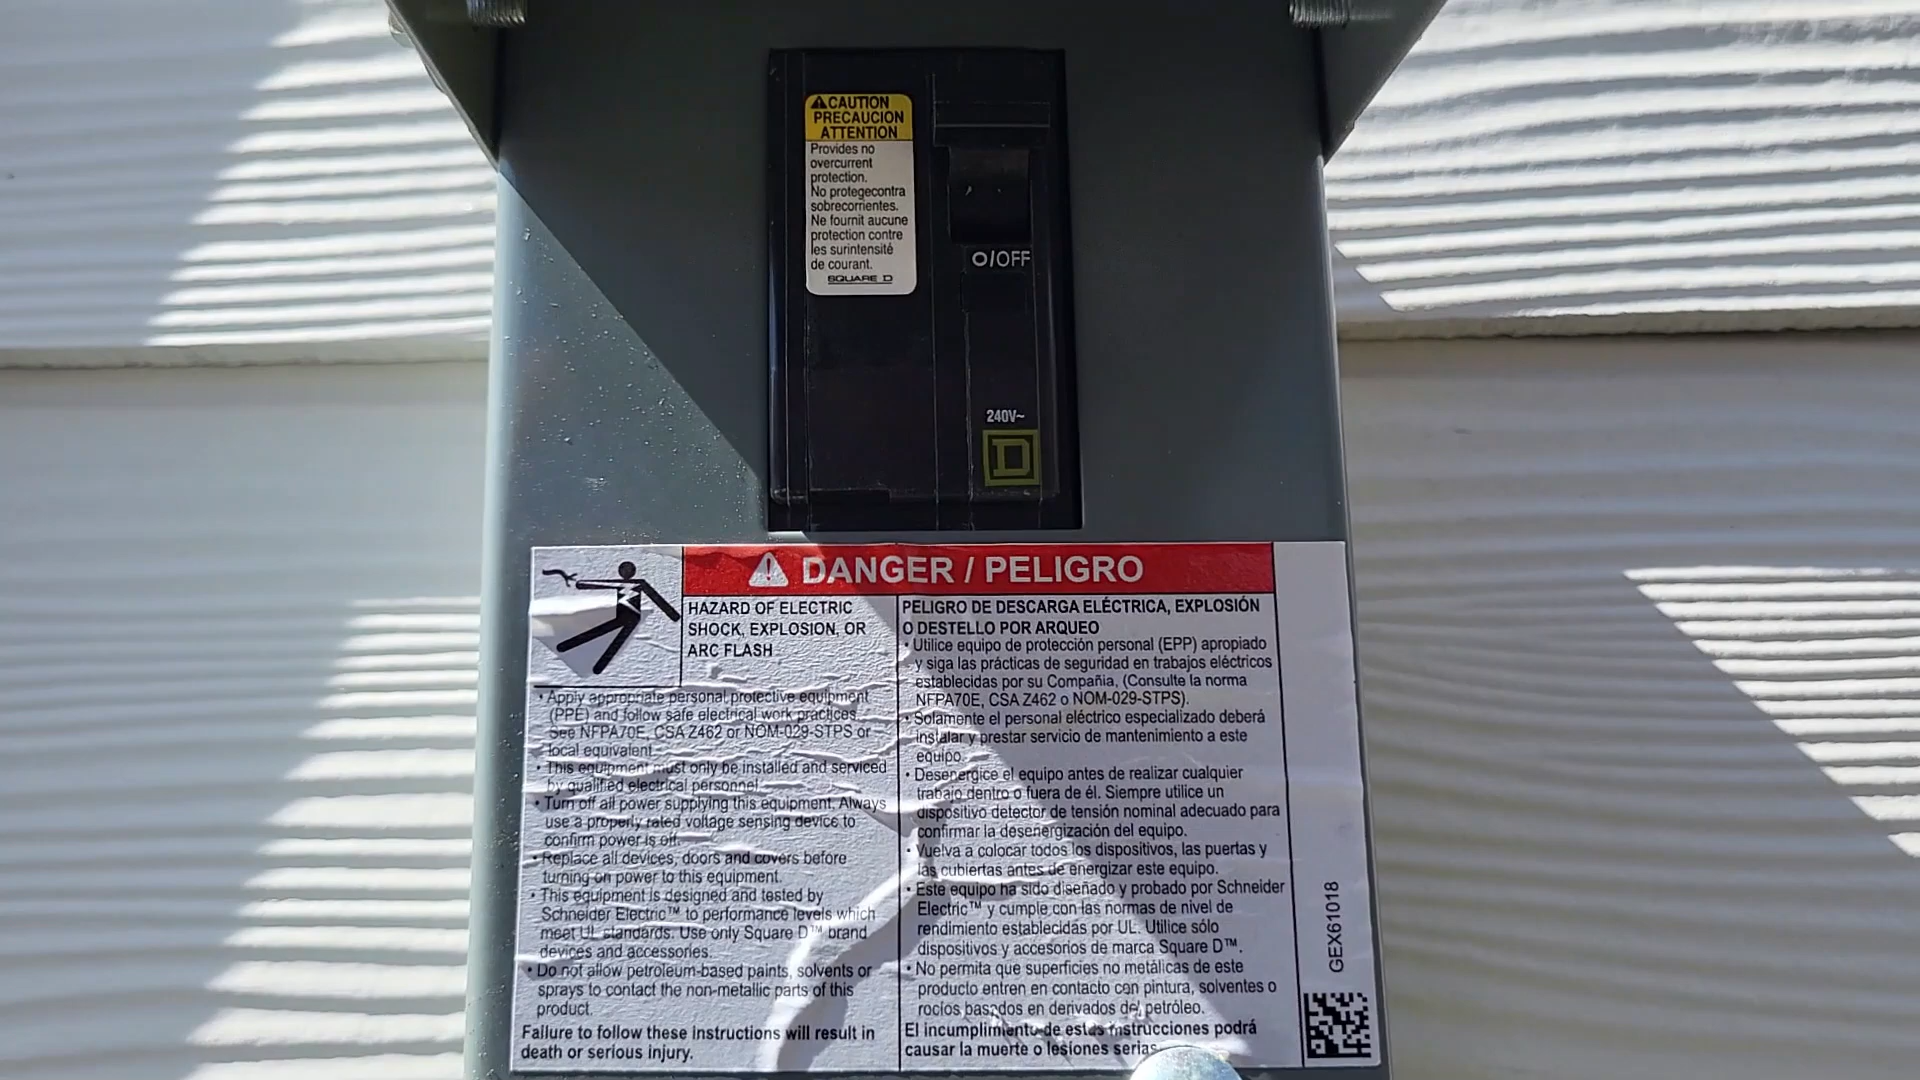 CAUTION
PRECAUCION
ATTENTION
Provides no
overcurrent
protection.
No protegecontra
sobrecorrientes.
Ne fournit aucune
protection contre
les surintensité
de courant.
SQUARE D
O/OFF
240V~
D
DANGER / PELIGRO
HAZARD OF ELECTRIC
SHOCK, EXPLOSION, OR
ARC FLASH
• Apply appropriate personal protective equipment
(PPE) and follow safe electrical work practices.
See NFPA70E, CSA Z462 or NOM-029-STPS or
local equivalent.
• This equipment must only be installed and serviced
by qualified electrical personnel.
• Turn off all power supplying this equipment. Always
use a properly rated voltage sensing device to
confirm power is off.
• Replace all devices, doors and covers before
turning on power to this equipment.
• This equipment is designed and tested by
Schneider Electric™ to performance levels which
meet UL standards. Use only Square D™ brand
devices and accessories.
• Do not allow petroleum-based paints, solvents or
sprays to contact the non-metallic parts of this
product.
Failure to follow these instructions will result in
death or serious injury.
PELIGRO DE DESCARGA ELÉCTRICA, EXPLOSIÓN
O DESTELLO POR ARQUEO
• Utilice equipo de protección personal (EPP) apropiado
y siga las prácticas de seguridad en trabajos eléctricos
establecidas por su Compañia, (Consulte la norma
NFPA70E, CSA Z462 o NOM-029-STPS).
• Solamente el personal eléctrico especializado deberá
instalar y prestar servicio de mantenimiento a este
equipo.
• Desenergice el equipo antes de realizar cualquier
trabajo dentro o fuera de él. Siempre utilice un
dispositivo detector de tensión nominal adecuado para
confirmar la desenergización del equipo.
• Vuelva a colocar todos los dispositivos, las puertas y
las cubiertas antes de energizar este equipo.
• Este equipo ha sido diseñado y probado por Schneider
Electric™ y cumple con las normas de nivel de
rendimiento establecidas por UL. Utilice sólo
dispositivos y accesorios de marca Square D™.
• No permita que superficies no metálicas de este
producto entren en contacto con pintura, solventes o
rocíos basados en derivados del petróleo.
El incumplimiento de estas instrucciones podrá
causar la muerte o lesiones serias
GEX61018